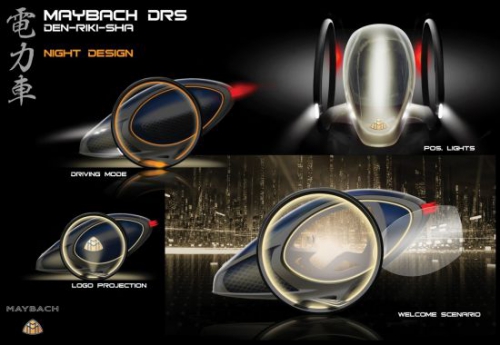 電力車
MAYBACH DRS
DEN-RIKI-SHA
NIGHT DESIGN
POS. LIGHTS
DRIVING MODE
LOGO PROJECTION
WELCOME SCENARIO
MAYBACH